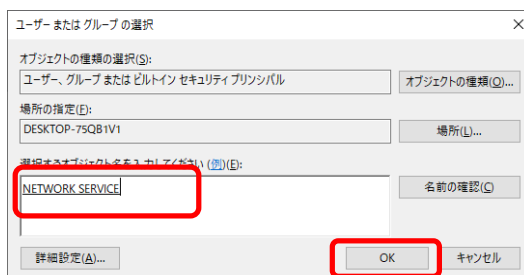 ユーザー または グループ の選択
オブジェクトの種類の選択(S):
ユーザー、グループ または ビルトイン セキュリティ プリンシパル
オブジェクトの種類(O)...
場所の指定(F):
DESKTOP-75QB1V1
場所(L)...
選択するオブジェクト名を入力してください (例)(E):
NETWORK SERVICE
名前の確認(C)
詳細設定(A)...
OK
キャンセル